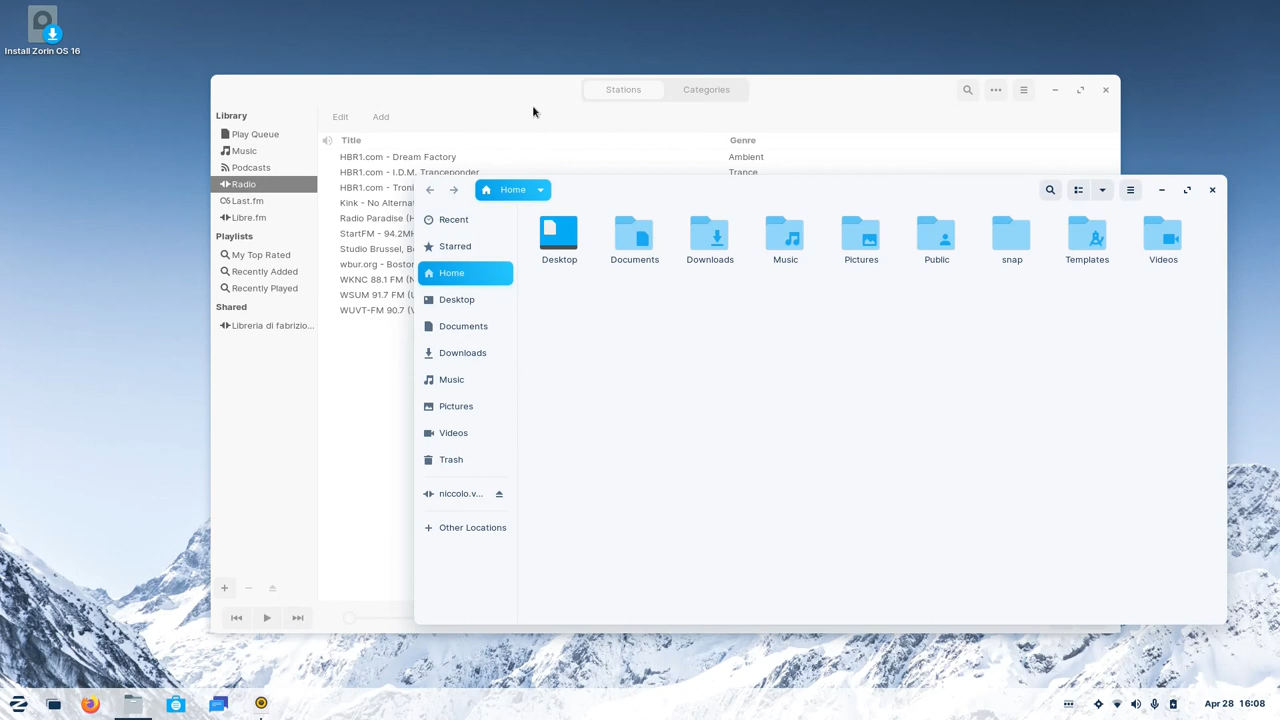 Install Zorin OS 16
Stations
Categories
Library
Play Queue
Music
Podcasts
Radio
Last.fm
Libre.fm
Playlists
My Top Rated
Recently Added
Recently Played
Shared
Libreria di fabrizio...
Edit
Add
Title
Genre
HBR1.com - Dream Factory
Ambient
HBR1.com - I.D.M. Tranceponder
Trance
HBR1.com - Troni
Kink - No Alternat
Radio Paradise (H
StartFM - 94.2MH
Studio Brussel, Be
wbur.org - Boston
WKNC 88.1 FM (N
WSUM 91.7 FM (U
WUVT-FM 90.7 (V
Home
Recent
Starred
Home
Desktop
Documents
Downloads
Music
Pictures
Videos
Trash
niccolo.v...
Other Locations
Desktop
Documents
Downloads
Music
Pictures
Public
snap
Templates
Videos
Apr 28 16:08